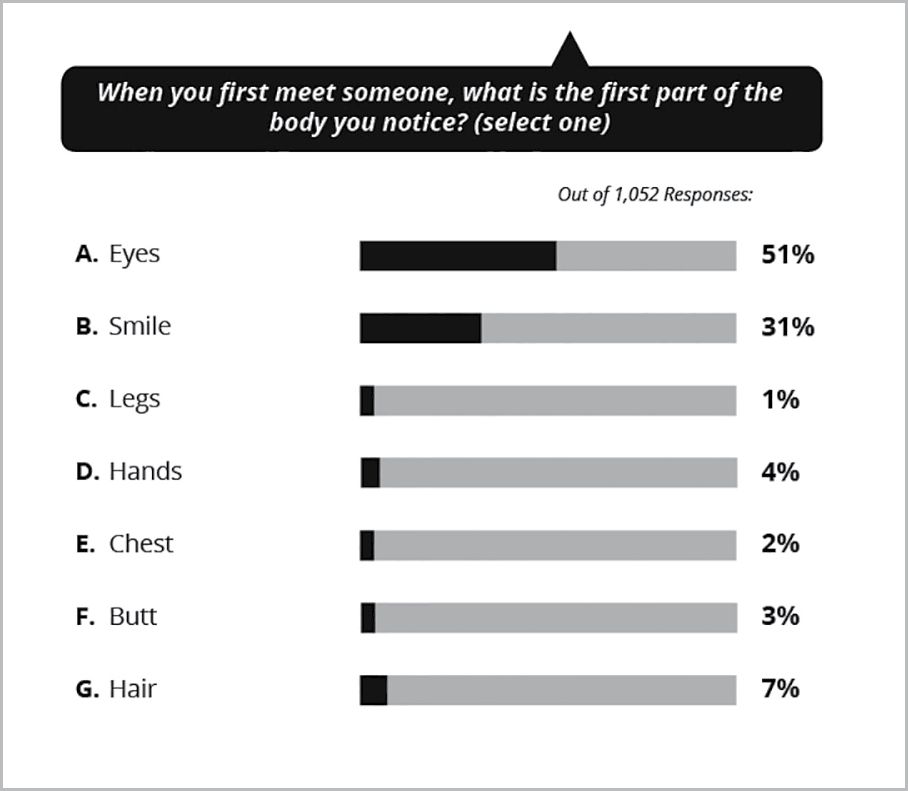 When you first meet someone, what is the first part of the
body you notice? (select one)
Out of 1,052 Responses:
A. Eyes 51%
B. Smile 31%
C. Legs 1%
D. Hands 4%
E. Chest 2%
F. Butt 3%
G. Hair 7%